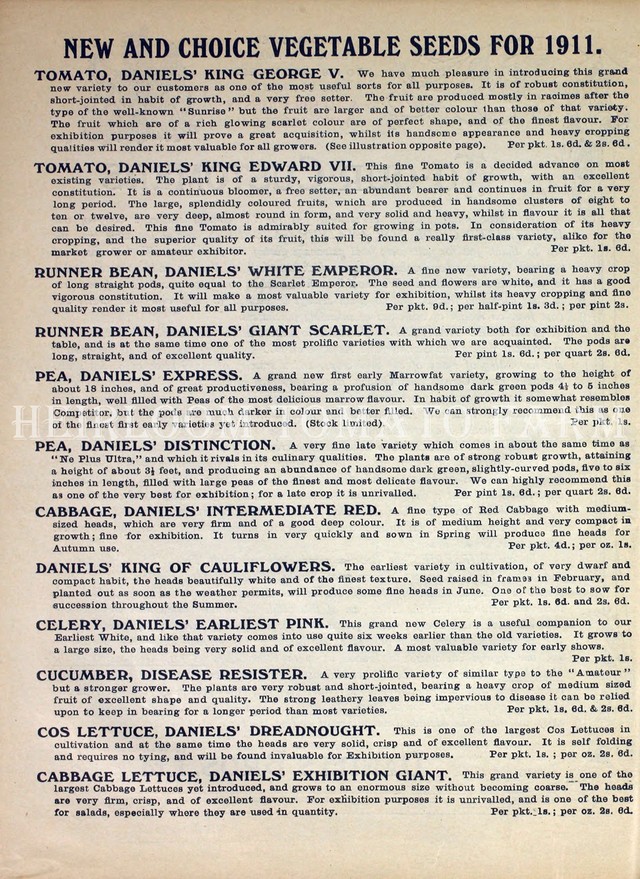 NEW AND CHOICE VEGETABLE SEEDS FOR 1911.
TOMATO, DANIELS' KING GEORGE V. We have much pleasure in introducing this grand
new variety to our customers as one of the most useful sorts for all purposes. It is of robust constitution,
short-jointed in habit of growth, and a very free setter. The fruit are produced mostly in racimes after the
type of the well-known "Sunrise" but the fruit are larger and of better colour than those of that variety.
The fruit which are of a rich glowing scarlet colour are of perfect shape, and of the finest flavour. For
exhibition purposes it will prove a great acquisition, whilst its handsome appearance and heavy cropping
qualities will render it most valuable for all growers. (See illustration opposite page). Per pkt. 1s. 6d. & 2s. 6d.
TOMATO, DANIELS' KING EDWARD VII. This fine Tomato is a decided advance on most
existing varieties. The plant is of a sturdy, vigorous, short-jointed habit of growth, with an excellent
constitution. It is a continuous bloomer, a free setter, an abundant bearer and continues in fruit for a very
long period. The large, splendidly coloured fruits, which are produced in handsome clusters of eight to
ten or twelve, are very deep, almost round in form, and very solid and heavy, whilst in flavour it is all that
can be desired. This fine Tomato is admirably suited for growing in pots. In consideration of its heavy
cropping, and the superior quality of its fruit, this will be found a really first-class variety, alike for the
market grower or amateur exhibitor. Per pkt. 1s. 6d.
RUNNER BEAN, DANIELS' WHITE EMPEROR. A fine new variety, bearing a heavy crop
of long straight pods, quite equal to the Scarlet Emperor. The seed and flowers are white, and it has a good
vigorous constitution. It will make a most valuable variety for exhibition, whilst its heavy cropping and fine
quality render it most useful for all purposes. Per pkt. 9d.; per half-pint 1s. 3d.; per pint 2s.
RUNNER BEAN, DANIELS' GIANT SCARLET. A grand variety both for exhibition and the
table, and is at the same time one of the most prolific varieties with which we are acquainted. The pods are
long, straight, and of excellent quality. Per pint 1s. 6d.; per quart 2s. 6d.
PEA, DANIELS' EXPRESS. A grand new first early Marrowfat variety, growing to the height of
about 18 inches, and of great productiveness, bearing a profusion of handsome dark green pods 4½ to 5 inches
in length, well filled with Peas of the most delicious marrow flavour. In habit of growth it somewhat resembles
Competitor, but the pods are much darker in colour and better filled. We can strongly recommend this as one
of the finest first early varieties yet introduced. (Stock limited) Per pkt. 1s.
PEA, DANIELS' DISTINCTION. A very fine late variety which comes in about the same time as
"Ne Plus Ultra," and which it rivals in its culinary qualities. The plants are of strong robust growth, attaining
a height of about 3½ feet, and producing an abundance of handsome dark green, slightly-curved pods, five to six
inches in length, filled with large peas of the finest and most delicate flavour. We can highly recommend this
as one of the very best for exhibition; for a late crop it is unrivalled. Per pint 1s. 6d.; per quart 2s. 6d.
CABBAGE, DANIELS' INTERMEDIATE RED. A fine type of Red Cabbage with medium-
sized heads, which are very firm and of a good deep colour. It is of medium height and very compact in
growth; fine for exhibition. It turns in very quickly and sown in Spring will produce fine heads for
Autumn use. Per pkt. 4d.; per oz. 1s.
DANIELS' KING OF CAULIFLOWERS. The earliest variety in cultivation, of very dwarf and
compact habit, the heads beautifully white and of the finest texture. Seed raised in frames in February, and
planted out as soon as the weather permits, will produce some fine heads in June. One of the best to sow for
succession throughout the Summer. Per pkt. 1s. 6d. and 2s. 6d.
CELERY, DANIELS' EARLIEST PINK. This grand new Celery is a useful companion to our
Earliest White, and like that variety comes into use quite six weeks earlier than the old varieties. It grows to
a large size, the heads being very solid and of excellent flavour. A most valuable variety for early shows.
Per pkt. 1s.
CUCUMBER, DISEASE RESISTER. A very prolific variety of similar type to the "Amateur"
but a stronger grower. The plants are very robust and short-jointed, bearing a heavy crop of medium sized
fruit of excellent shape and quality. The strong leathery leaves being impervious to disease it can be relied
upon to keep in bearing for a longer period than most varieties. Per pkt. 1s, 6d. & 2s. 6d.
COS LETTUCE, DANIELS' DREADNOUGHT. This is one of the largest Cos Lettuces in
cultivation and at the same time the heads are very solid, crisp and of excellent flavour. It is self folding
and requires no tying, and will be found invaluable for Exhibition purposes. Per pkt. 1s. ; per oz. 2s. 6d.
CABBAGE LETTUCE, DANIELS' EXHIBITION GIANT. This grand variety is one of the
largest Cabbage Lettuces yet introduced, and grows to an enormous size without becoming coarse. The heads
are very firm, crisp, and of excellent flavour. For exhibition purposes it is unrivalled, and is one of the best
for salads, especially where they are used in quantity. Per pkt. 1s.; per oz. 2s. 6d.